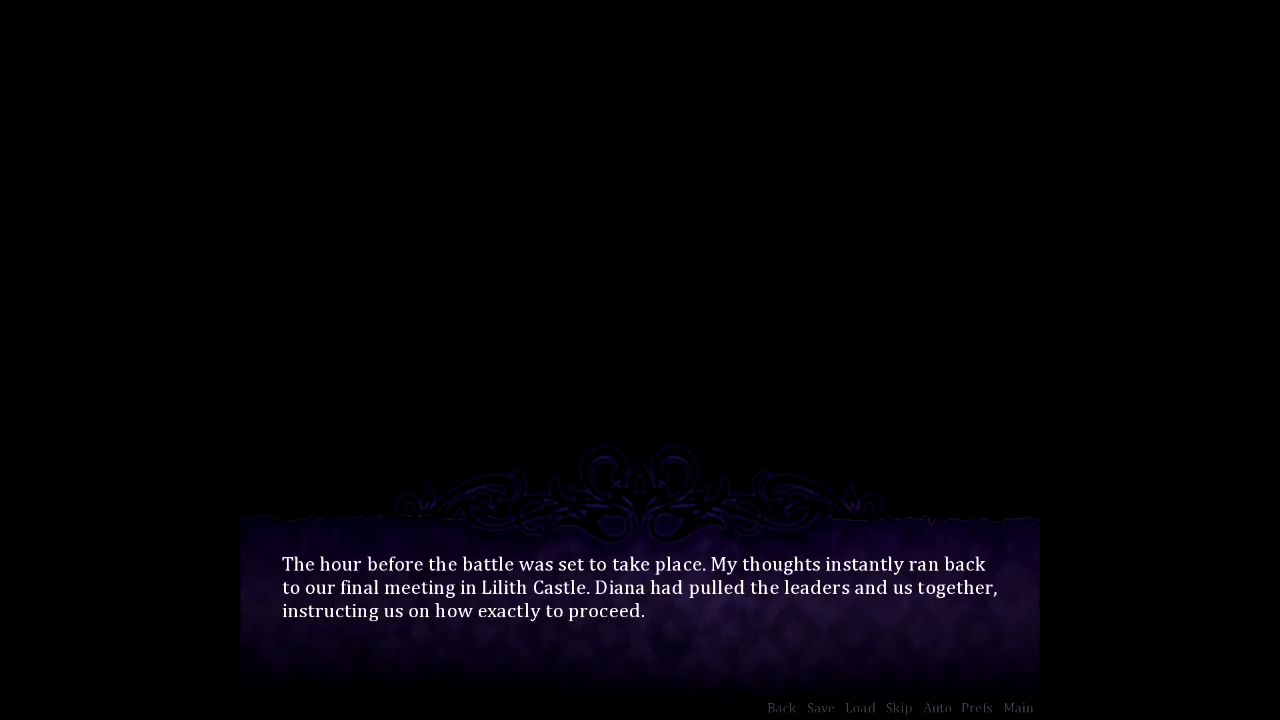 The hour before the battle was set to take place. My thoughts instantly ran back
to our final meeting in Lilith Castle. Diana had pulled the leaders and us together,
instructing us on how exactly to proceed.
Back Save Load Skip Auto Prefs Main